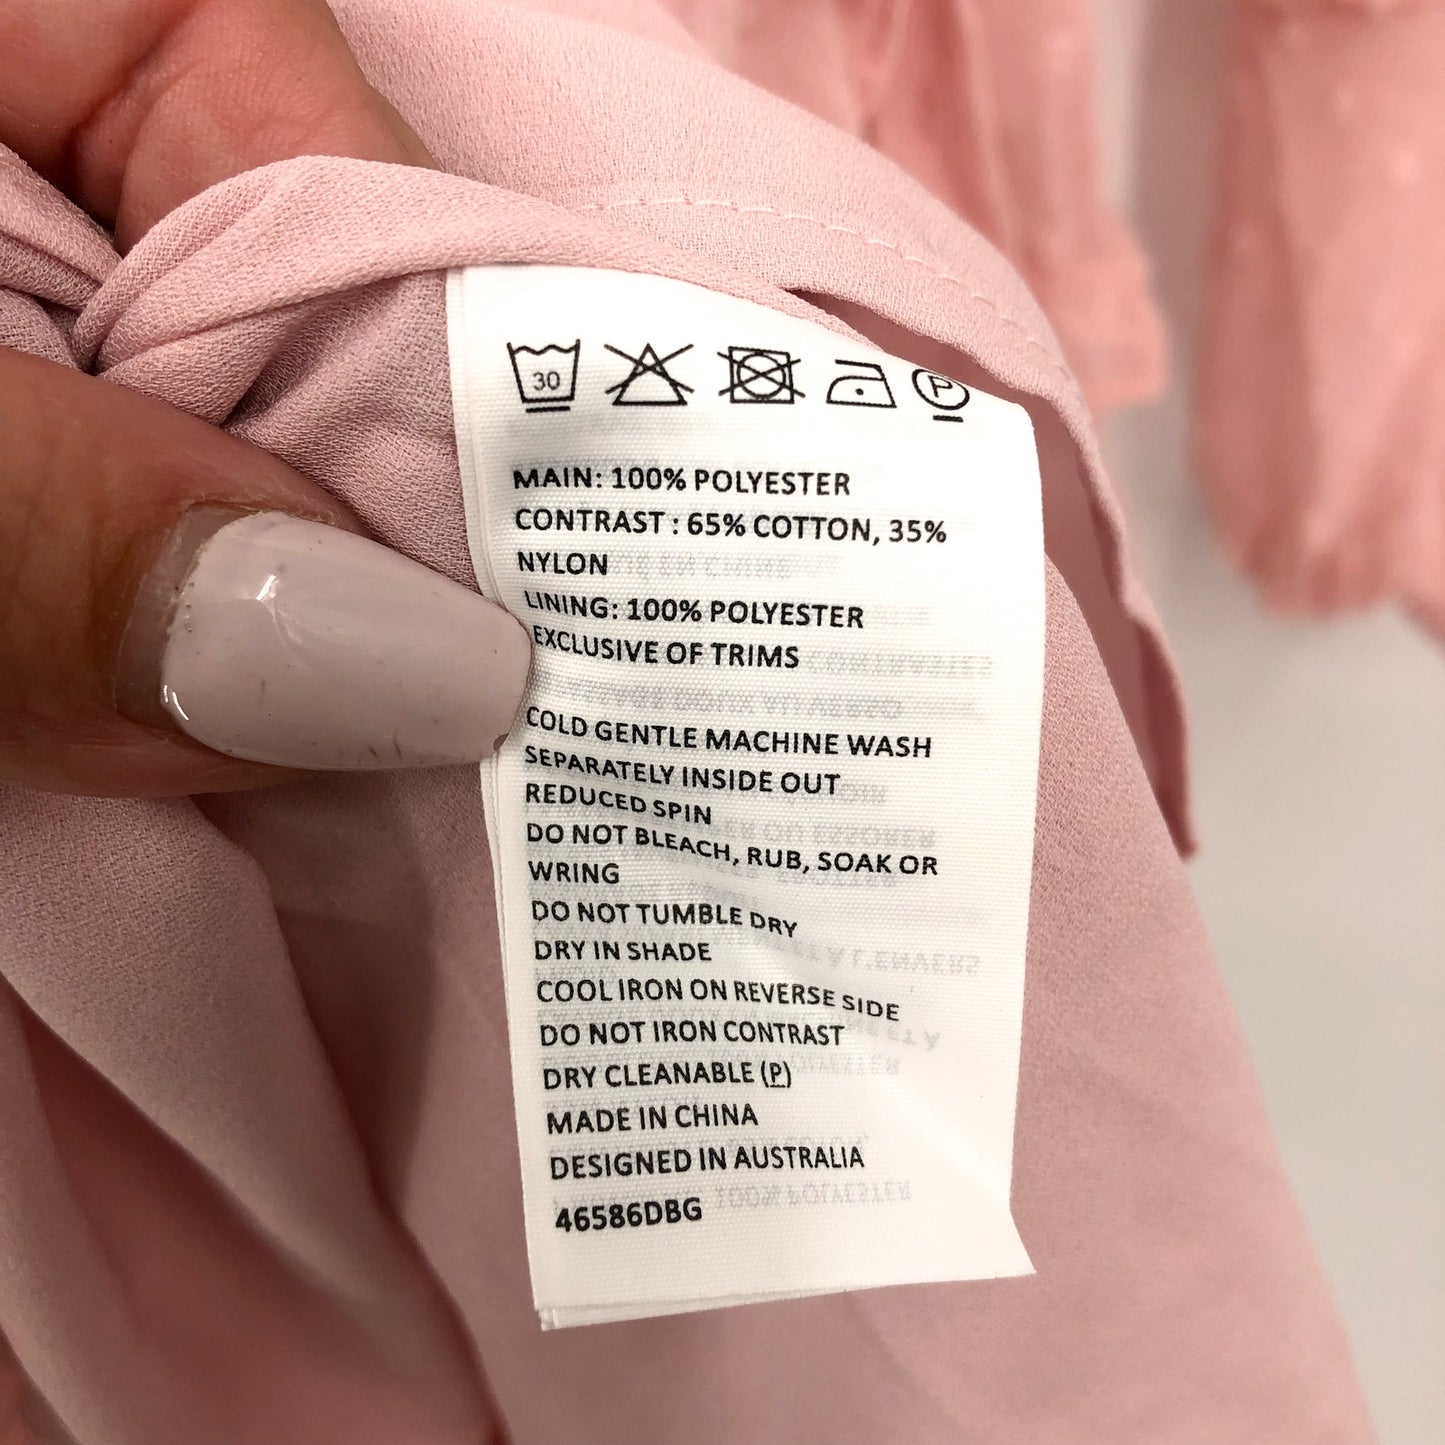 30
P
MAIN: 100% POLYESTER
CONTRAST : 65% COTTON, 35%
NYLON
LINING: 100% POLYESTER
EXCLUSIVE OF TRIMS
COLD GENTLE MACHINE WASH
SEPARATELY INSIDE OUT
REDUCED SPIN
DO NOT BLEACH, RUB, SOAK OR
WRING
DO NOT TUMBLE DRY
DRY IN SHADE
COOL IRON ON REVERSE SIDE
DO NOT IRON CONTRAST
DRY CLEANABLE (P)
MADE IN CHINA
DESIGNED IN AUSTRALIA
46586DBG